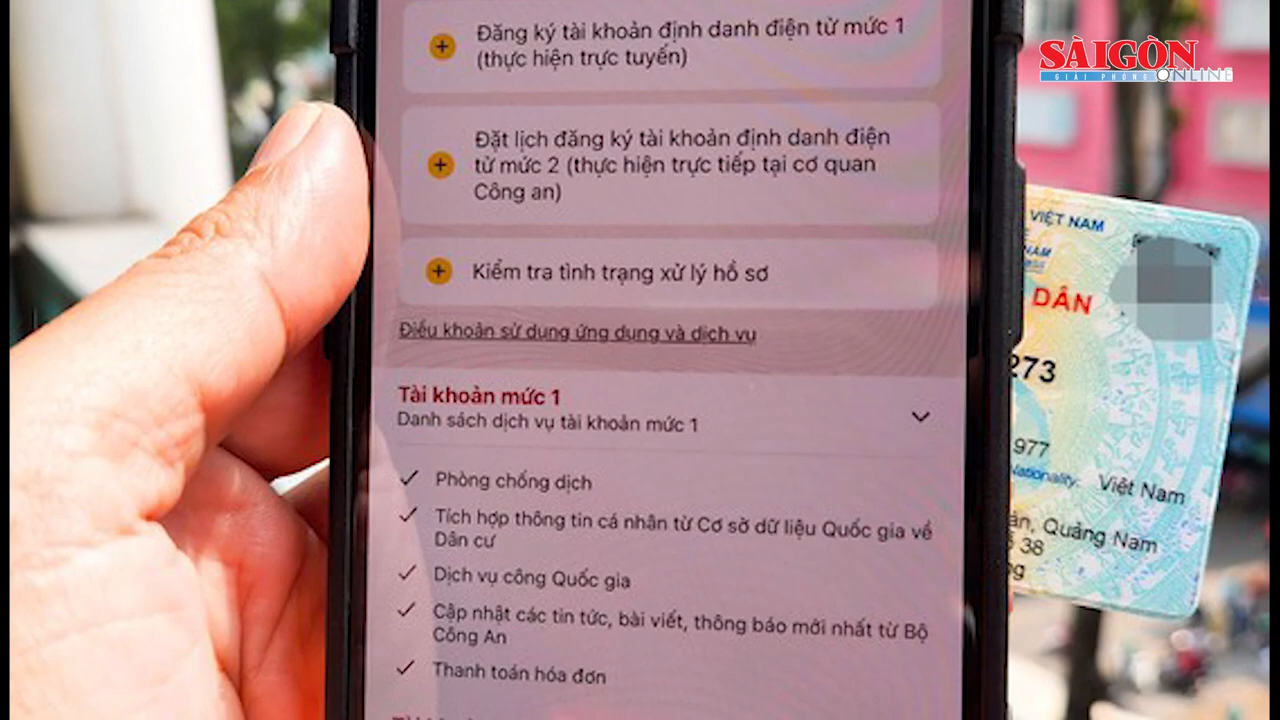 Đăng ký tài khoản định danh điện tử mức 1
(thực hiện trực tuyến)
SÀIGÒN
GIẢI PHÓNG ONLINE
Đặt lịch đăng ký tài khoản định danh điện
tử mức 2 (thực hiện trực tiếp tại cơ quan
Công an)
Kiểm tra tình trạng xử lý hồ sơ
Điều khoản sử dụng ứng dụng và dịch vụ
Tài khoản mức 1
Danh sách dịch vụ tài khoản mức 1
Phòng chống dịch
Tích hợp thông tin cá nhân từ Cơ sở dữ liệu Quốc gia về
Dân cư
Dịch vụ công Quốc gia
Cập nhật các tin tức, bài viết, thông báo mới nhất từ Bộ
Công An
Thanh toán hóa đơn
VIỆT NAM
NAM
DÂN
273
977
Nationality: Việt Nam
Quảng Nam
38